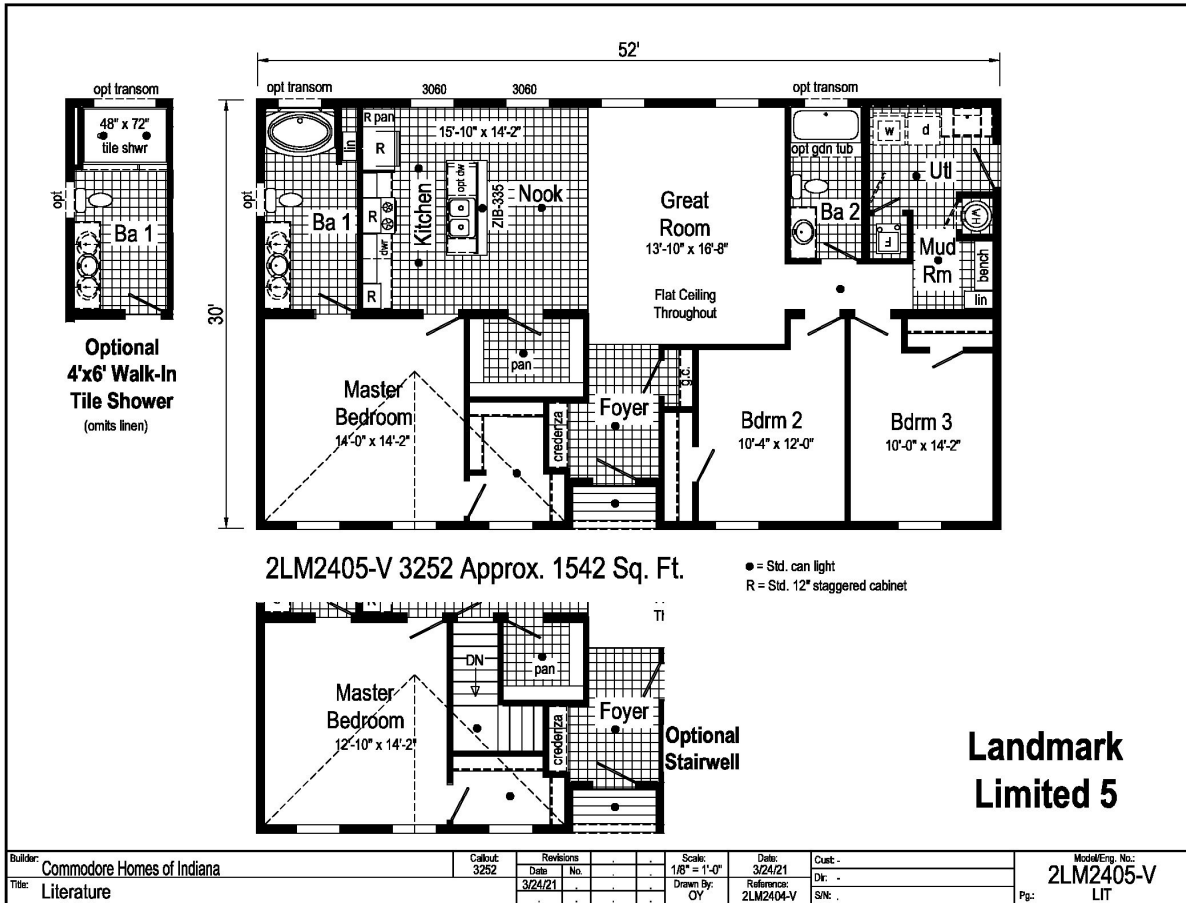 52'
opt transom
opt transom
3060
3060
opt transom
48" x 72"
tile shwr
opt
Ba 1
Optional
4'x6' Walk-In
Tile Shower
(omits linen)
30'
opt
lin
Ba 1
R pan
R
R
dwr
R
Kitchen
15'-10" x 14'-2"
opt dw
ZIB-335
Nook
Great
Room
13'-10" x 16'-8"
Flat Ceiling
Throughout
opt gdn tub
Ba 2
w
d
Utl
WH
F
Mud
Rm
bench
lin
Master
Bedroom
14'-0" x 14'-2"
pan
credenza
Foyer
g.c.
Bdrm 2
10'-4" x 12'-0"
Bdrm 3
10'-0" x 14'-2"
2LM2405-V 3252 Approx. 1542 Sq. Ft.
● = Std. can light
R = Std. 12" staggered cabinet
DN
pan
Master
Bedroom
12'-10" x 14'-2"
credenza
Foyer
Optional
Stairwell
Landmark
Limited 5
Builder: Commodore Homes of Indiana
Title: Literature
Callout:
3252
Revisions
Date No.
3/24/21
Scale:
1/8" = 1'-0"
Drawn By:
OY
Date:
3/24/21
Reference:
2LM2404-V
Cust: -
Dlr: -
S/N: .
Model/Eng. No.:
2LM2405-V
Pg.: LIT